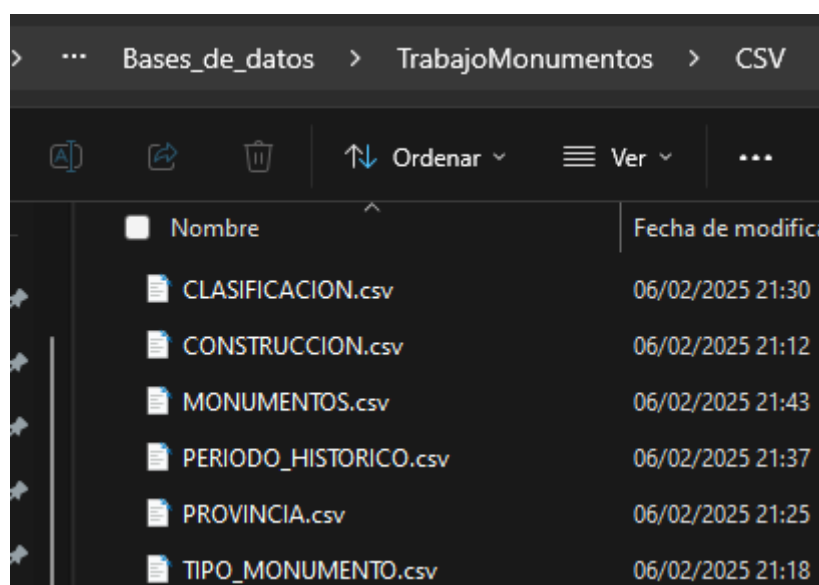 > ··· Bases_de_datos > TrabajoMonumentos > CSV
Ordenar Ver ···
Nombre Fecha de modifica
CLASIFICACION.csv 06/02/2025 21:30
CONSTRUCCION.csv 06/02/2025 21:12
MONUMENTOS.csv 06/02/2025 21:43
PERIODO_HISTORICO.csv 06/02/2025 21:37
PROVINCIA.csv 06/02/2025 21:25
TIPO_MONUMENTO.csv 06/02/2025 21:18